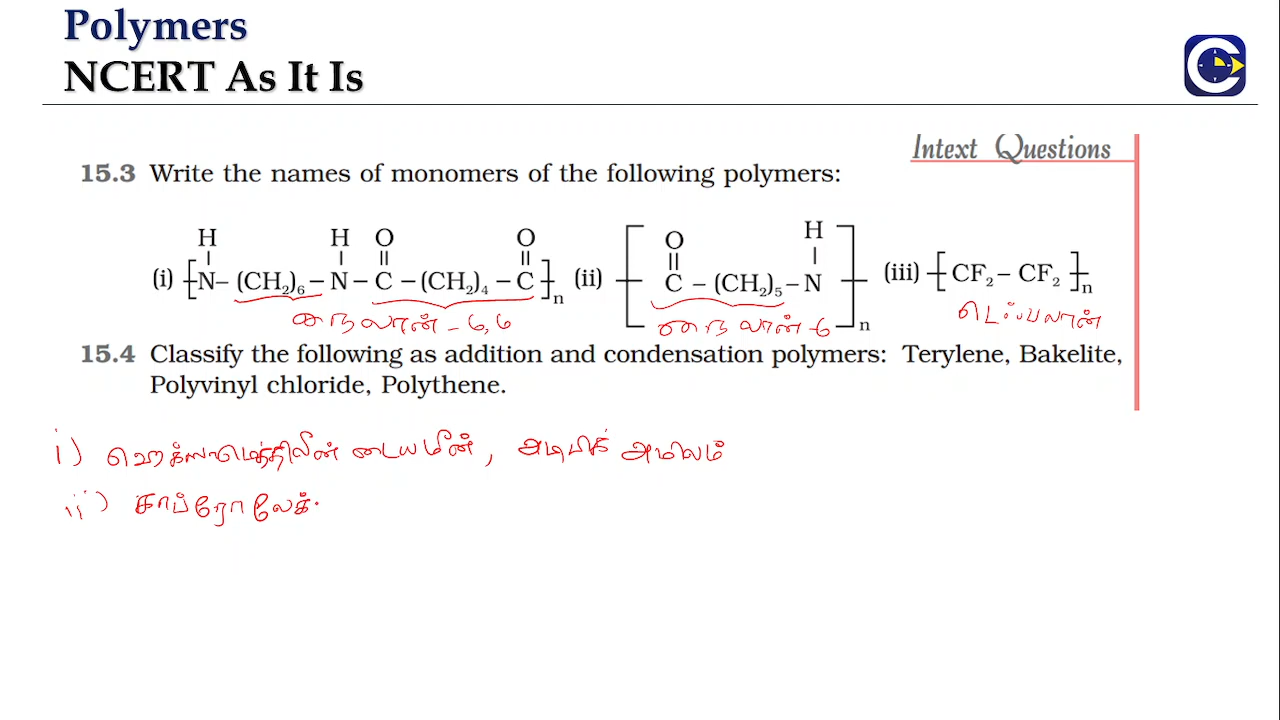 Polymers
NCERT As It Is
Intext Questions
15.3 Write the names of monomers of the following polymers:
H H O O O H
(i) [N– (CH₂)₆ – N – C – (CH₂)₄ – C]ₙ (ii) [C – (CH₂)₅ – N]ₙ (iii) [CF₂ – CF₂]ₙ
நைலான் – 6,6 நைலான் – 6 டெஃப்லான்
15.4 Classify the following as addition and condensation polymers: Terylene, Bakelite,
Polyvinyl chloride, Polythene.
i) ஹெக்ஸாமெத்திலீன் டையமீன், அடிபிக் அமிலம்
ii) காப்ரோலேக்